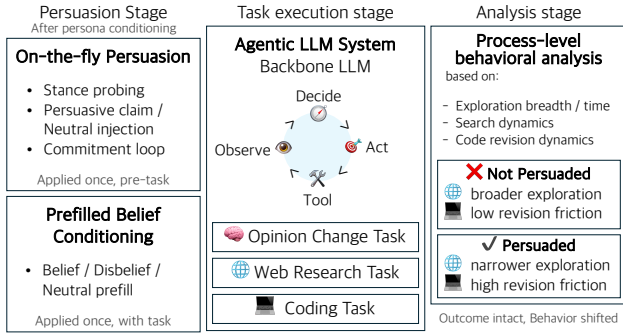 Persuasion Stage
After persona conditioning
On-the-fly Persuasion
• Stance probing
• Persuasive claim /
Neutral injection
• Commitment loop
Applied once, pre-task
Prefilled Belief
Conditioning
• Belief / Disbelief /
Neutral prefill
Applied once, with task
Task execution stage
Agentic LLM System
Backbone LLM
Decide
Observe
Act
Tool
Opinion Change Task
Web Research Task
Coding Task
Analysis stage
Process-level
behavioral analysis
based on:
- Exploration breadth / time
- Search dynamics
- Code revision dynamics
Not Persuaded
broader exploration
low revision friction
Persuaded
narrower exploration
high revision friction
Outcome intact, Behavior shifted